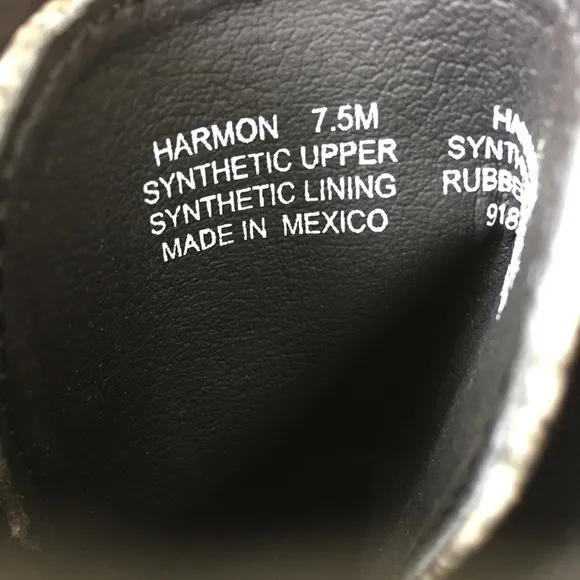 HARMON 7.5M
SYNTHETIC UPPER
SYNTHETIC LINING
MADE IN MEXICO